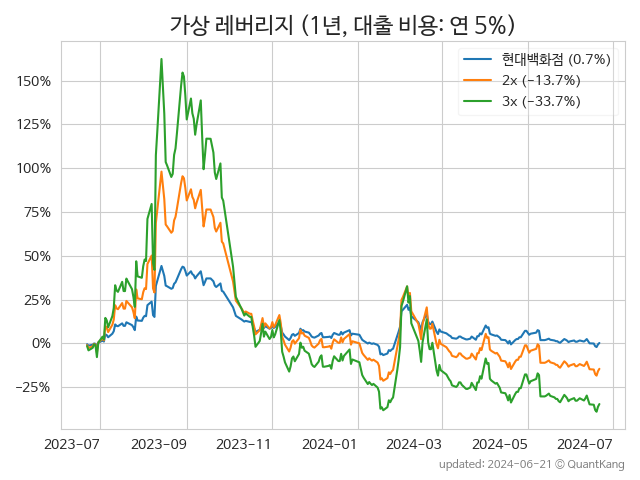 가상 레버리지 (1년, 대출 비용: 연 5%)
현대백화점 (0.7%)
2x (−13.7%)
3x (−33.7%)
150%
125%
100%
75%
50%
25%
0%
−25%
2023-07 2023-09 2023-11 2024-01 2024-03 2024-05 2024-07
updated: 2024-06-21 © QuantKang